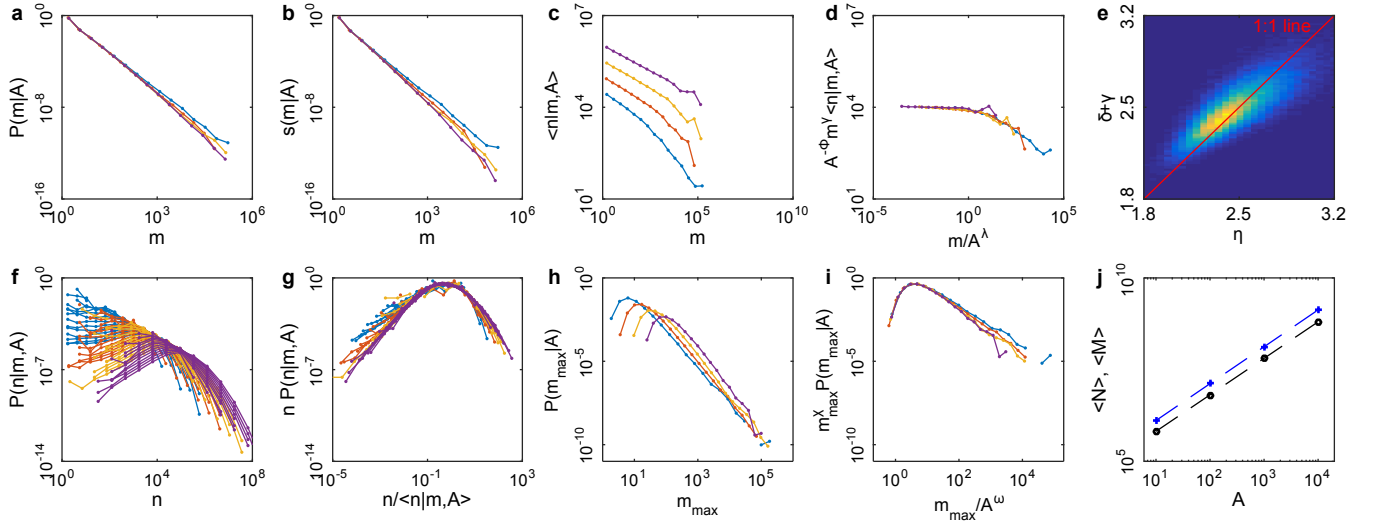 a
10^0
10^-8
10^-16
P(m|A)
10^0
10^3
10^6
m
b
10^0
10^-8
10^-16
s(m|A)
10^0
10^3
10^6
m
c
10^7
10^4
10^1
<n|m,A>
10^0
10^5
10^10
m
d
10^7
10^4
10^1
A^-Φ m^γ <n|m,A>
10^-5
10^0
10^5
m/A^λ
e
3.2
2.5
1.8
δ+γ
1:1 line
1.8
2.5
3.2
η
f
10^0
10^-7
10^-14
P(n|m,A)
10^2
10^4
10^6
10^8
n
g
10^0
10^-7
10^-14
n P(n|m,A)
10^-5
10^-1
10^3
n/<n|m,A>
h
10^0
10^-5
10^-10
P(m_max|A)
10^1
10^3
10^5
m_max
i
10^0
10^-5
10^-10
m_max^χ P(m_max|A)
10^0
10^2
10^4
m_max/A^ω
j
10^10
10^5
<N>, <M>
10^1
10^2
10^3
10^4
A